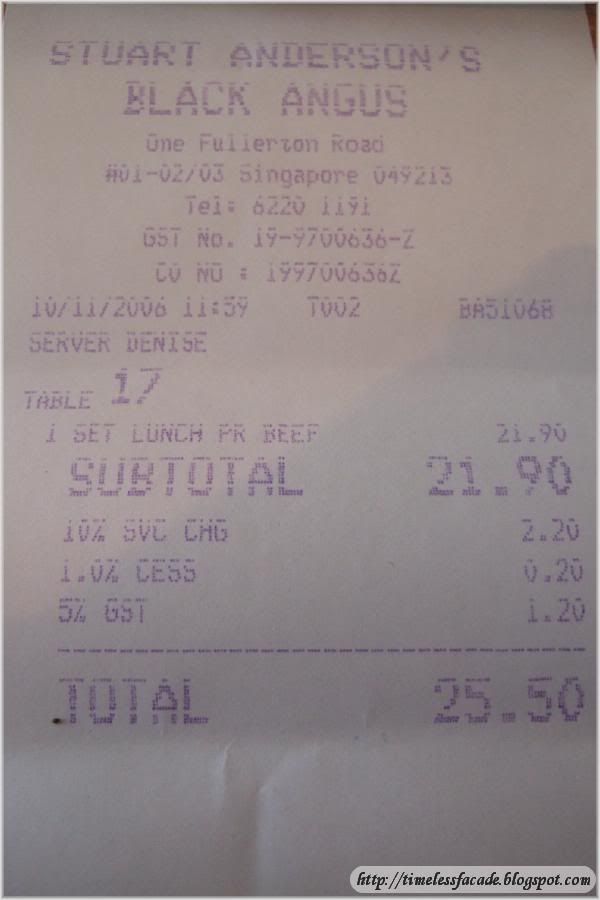 STUART ANDERSON'S
BLACK ANGUS
One Fullerton Road
#01-02/03 Singapore 049213
Tel: 6220 1191
GST No. 19-9700636-Z
CO NO : 199700636Z
10/11/2006 11:59 T002 BA51068
SERVER DENISE
TABLE 17
1 SET LUNCH PR BEEF 21.90
SUBTOTAL 21.90
10% SVC CHG 2.20
1.0% CESS 0.20
5% GST 1.20
TOTAL 25.50
http://timelessfacade.blogspot.com